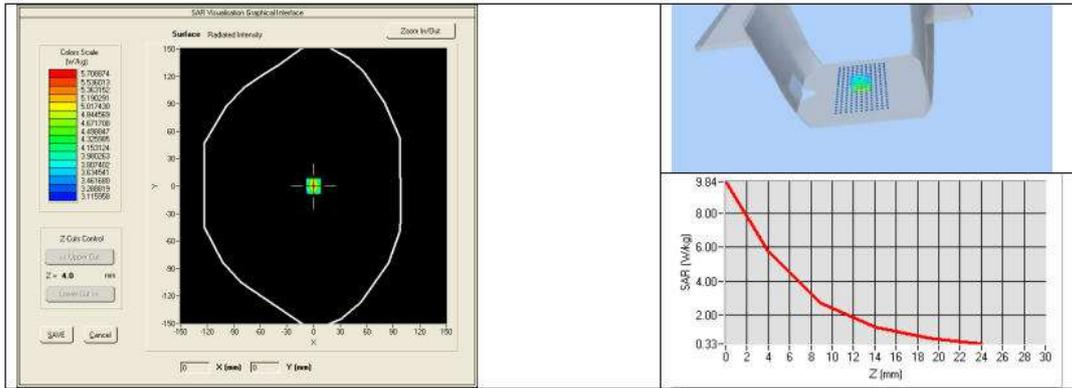 SAR Visualisation Graphical Interface
Surface Radiated Intensity
Zoom In/Out
Colors Scale
(W/kg)
5.708874
5.536013
5.363152
5.190291
5.017430
4.844569
4.671708
4.498847
4.325985
4.153124
3.980263
3.807402
3.634541
3.461680
3.288819
3.115958
Z-Cuts Control
<< Upper Cut
Z = 4.0 mm
Lower Cut >>
SAVE Cancel
150
120
90
60
30
0
-30
-60
-90
-120
-150
Y
-150 -120 -90 -60 -30 0 30 60 90 120 150
X
0 X (mm) 0 Y (mm)
9.84
8.00
6.00
4.00
2.00
0.33
SAR (W/kg)
0 2 4 6 8 10 12 14 16 18 20 22 24 26 28 30
Z (mm)